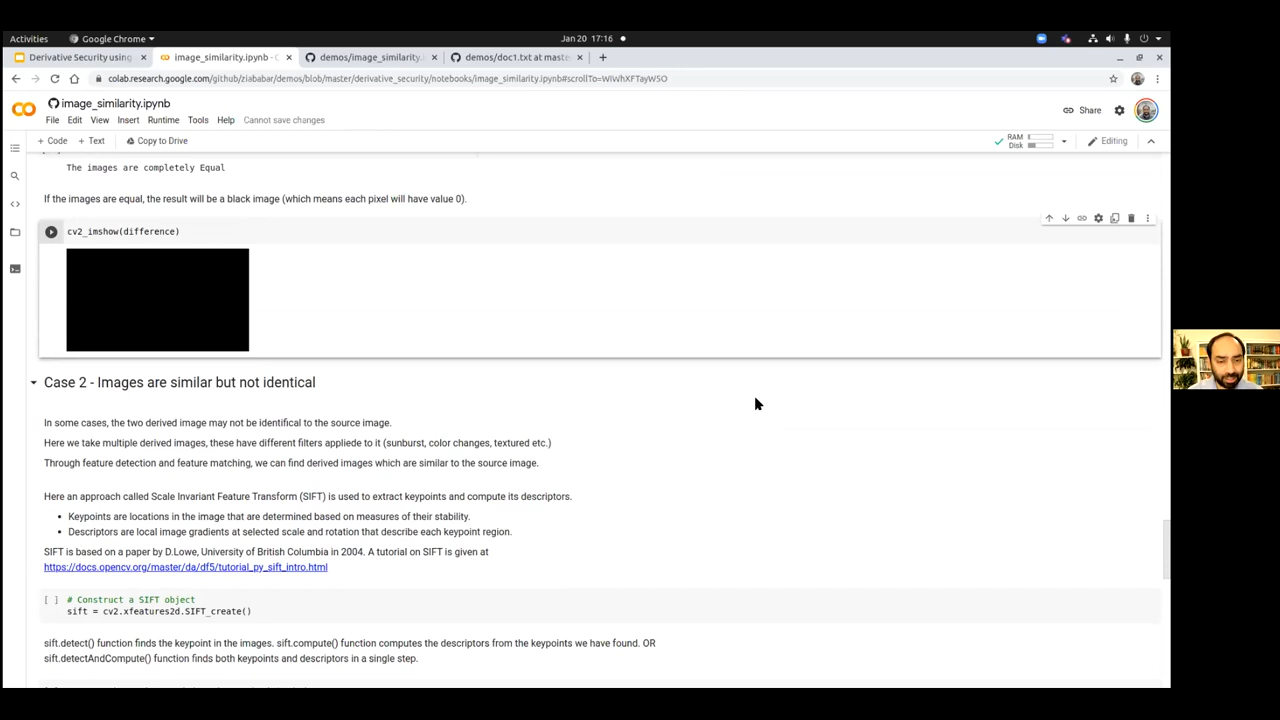 Activities
Google Chrome
Jan 20 17:16
Derivative Security using
image_similarity.ipynb - C
demos/image_similarity.
demos/doc1.txt at maste
colab.research.google.com/github/ziababar/demos/blob/master/derivative_security/notebooks/image_similarity.ipynb#scrollTo=
image_similarity.ipynb
File Edit View Insert Runtime Tools Help Cannot save changes
Share
+ Code + Text Copy to Drive
RAM
Disk
Editing
The images are completely Equal
If the images are equal, the result will be a black image (which means each pixel will have value 0).
cv2_imshow(difference)
Case 2 - Images are similar but not identical
In some cases, the two derived image may not be identifical to the source image.
Here we take multiple derived images, these have different filters appliede to it (sunburst, color changes, textured etc.)
Through feature detection and feature matching, we can find derived images which are similar to the source image.
Here an approach called Scale Invariant Feature Transform (SIFT) is used to extract keypoints and compute its descriptors.
• Keypoints are locations in the image that are determined based on measures of their stability.
• Descriptors are local image gradients at selected scale and rotation that describe each keypoint region.
SIFT is based on a paper by D.Lowe, University of British Columbia in 2004. A tutorial on SIFT is given at
https://docs.opencv.org/master/da/df5/tutorial_py_sift_intro.html
[ ] # Construct a SIFT object
sift = cv2.xfeatures2d.SIFT_create()
sift.detect() function finds the keypoint in the images. sift.compute() function computes the descriptors from the keypoints we have found. OR
sift.detectAndCompute() function finds both keypoints and descriptors in a single step.